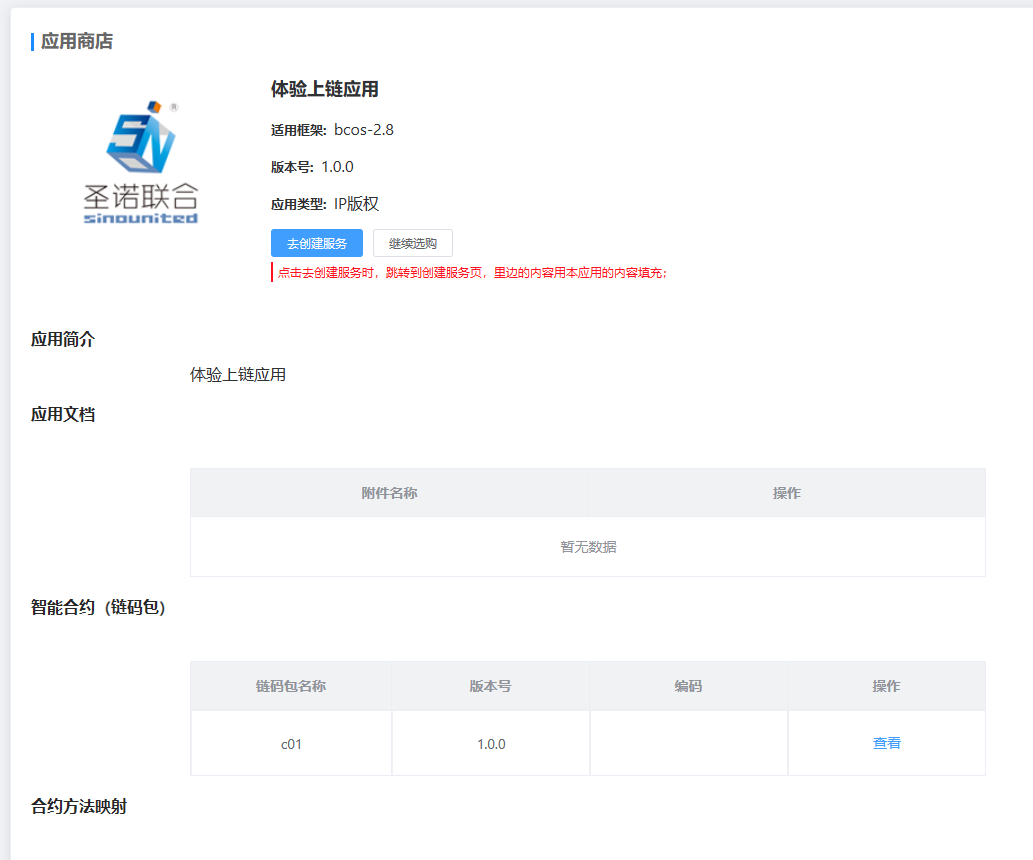 应用商店
体验上链应用
适用框架: bcos-2.8
版本号: 1.0.0
应用类型: IP版权
去创建服务 继续选购
点击去创建服务时，跳转到创建服务页，里边的内容用本应用的内容填充；
SN
®
圣诺联合
sinounited
应用简介
体验上链应用
应用文档
附件名称 操作
暂无数据
智能合约（链码包）
链码包名称 版本号 编码 操作
c01 1.0.0 查看
合约方法映射